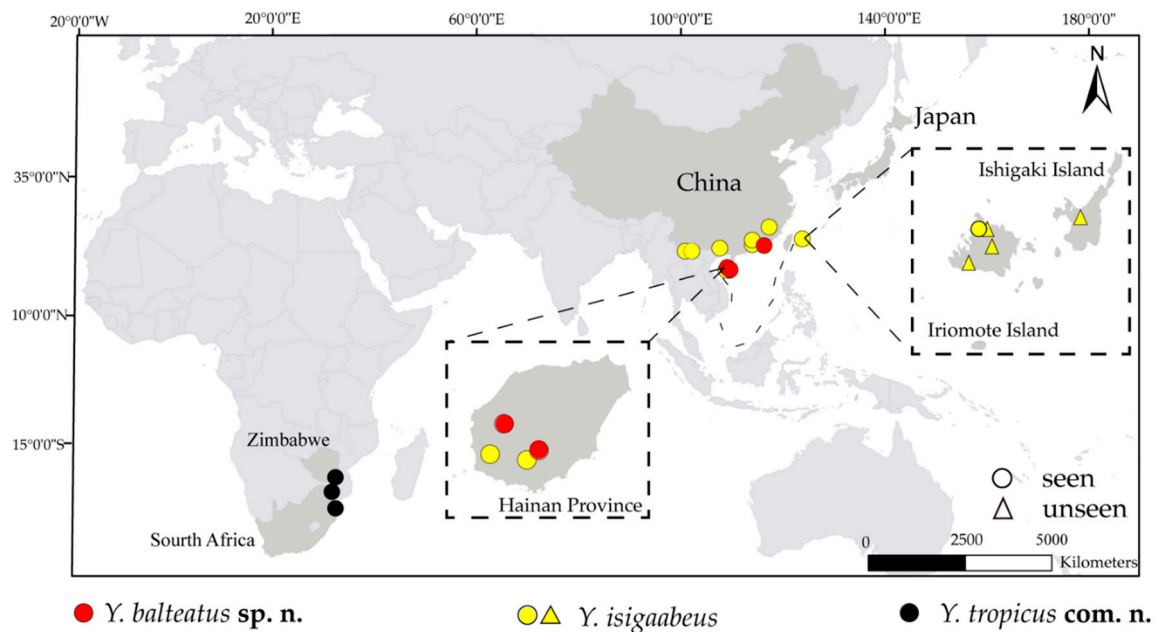 20°0'0"W 20°0'0"E 60°0'0"E 100°0'0"E 140°0'0"E 180°0'0"
N
Japan
35°0'0"N
Ishigaki Island
China
Iriomote Island
10°0'0"N
Zimbabwe
15°0'0"S
Hainan Province
seen
unseen
Sourth Africa
0 2500 5000
Kilometers
Y. balteatus sp. n. Y. isigaabeus Y. tropicus com. n.